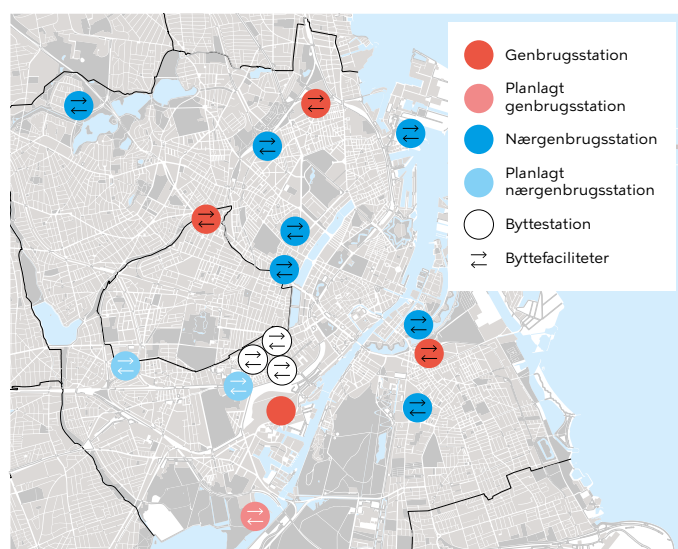 Genbrugsstation
Planlagt
genbrugsstation
Nærgenbrugsstation
Planlagt
nærgenbrugsstation
Byttestation
Byttefaciliteter